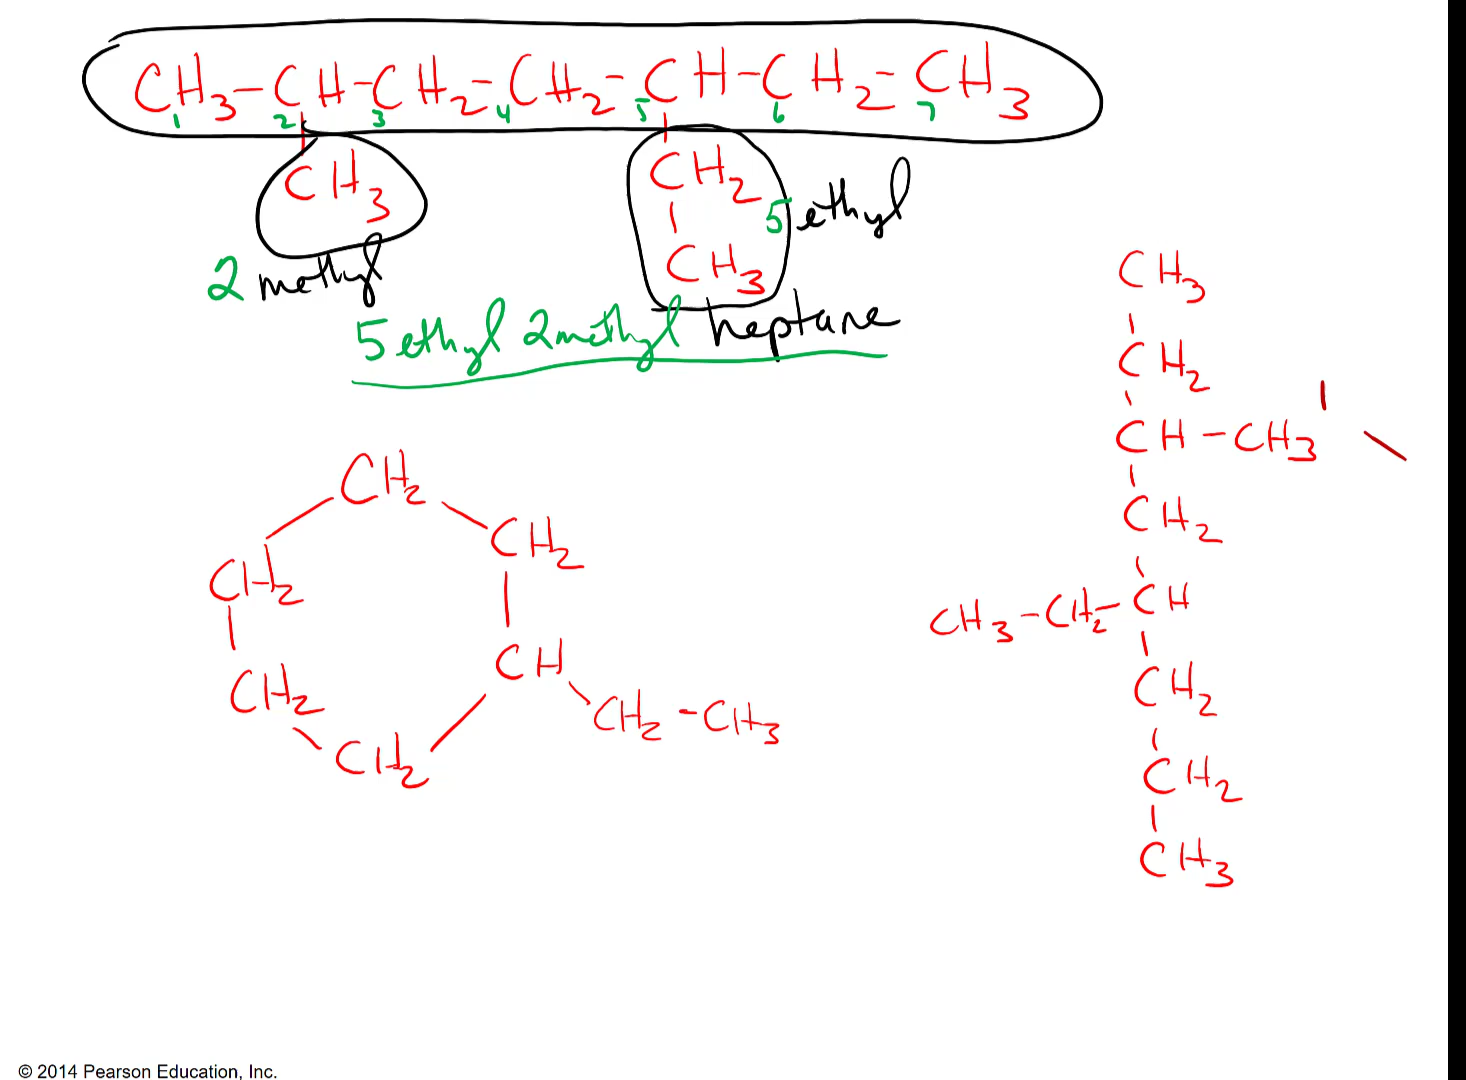 CH3-CH-CH2-CH2-CH-CH2-CH3
1 2 3 4 5 6 7
CH3
CH2
CH3
5 ethyl
2 methyl
5 ethyl 2 methyl heptane
CH2
CH2
CH2
CH
CH2-CH3
CH2
CH2
CH3
CH2
CH-CH3
CH2
CH3-CH2-CH
CH2
CH2
CH3
© 2014 Pearson Education, Inc.